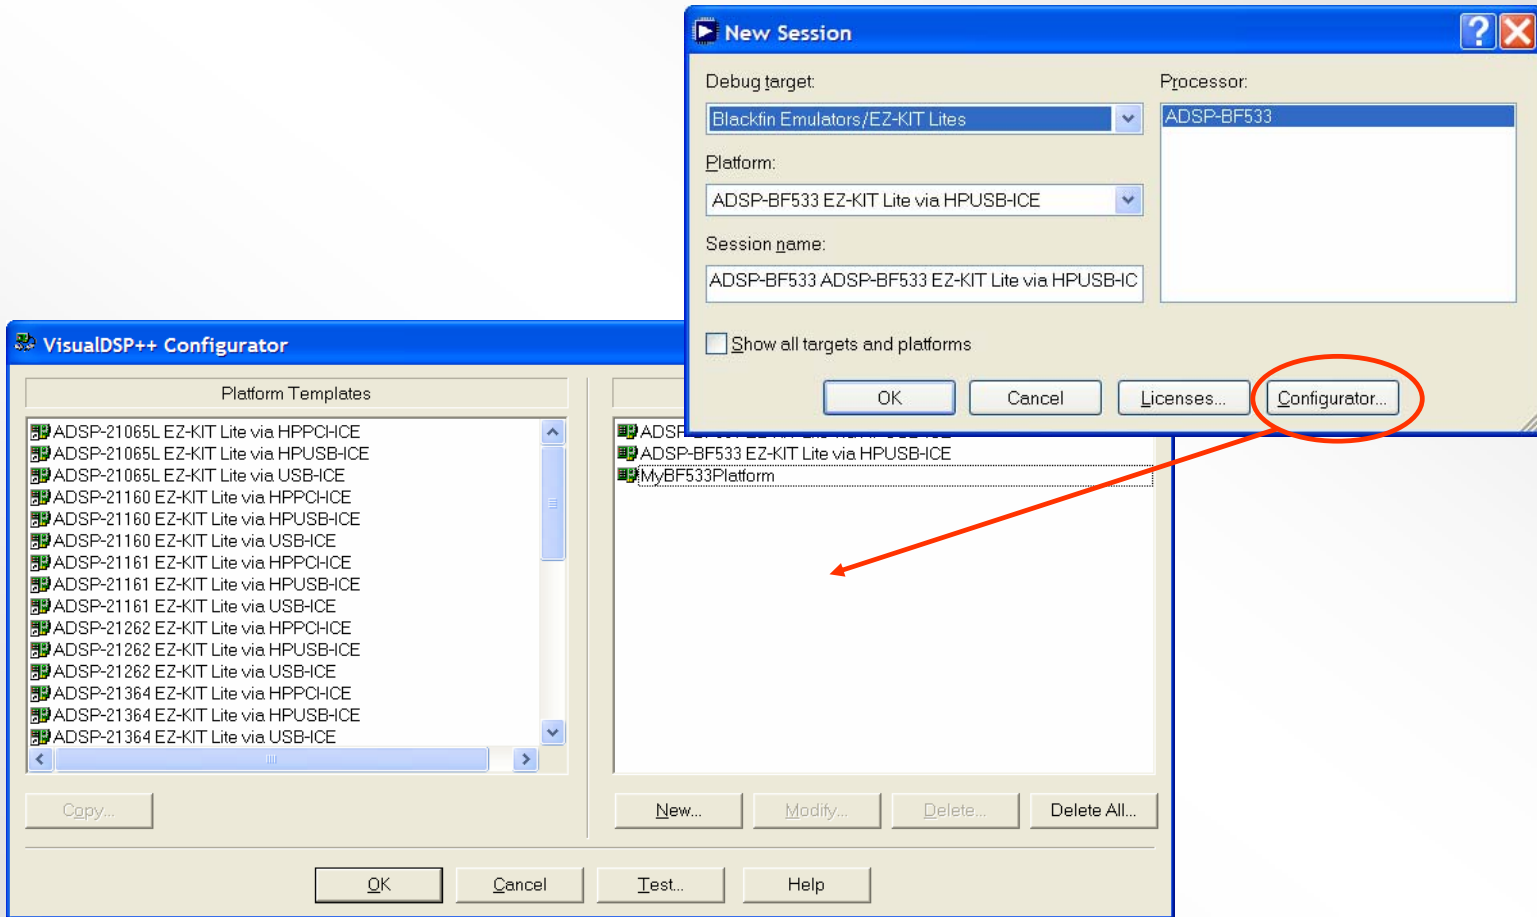 New Session
Debug target:
Processor:
Blackfin Emulators/EZ-KIT Lites
ADSP-BF533
Platform:
ADSP-BF533 EZ-KIT Lite via HPUSB-ICE
Session name:
ADSP-BF533 ADSP-BF533 EZ-KIT Lite via HPUSB-IC
Show all targets and platforms
OK Cancel Licenses... Configurator...
VisualDSP++ Configurator
Platform Templates
ADSP-21065L EZ-KIT Lite via HPPCI-ICE
ADSP-21065L EZ-KIT Lite via HPUSB-ICE
ADSP-21065L EZ-KIT Lite via USB-ICE
ADSP-21160 EZ-KIT Lite via HPPCI-ICE
ADSP-21160 EZ-KIT Lite via HPUSB-ICE
ADSP-21160 EZ-KIT Lite via USB-ICE
ADSP-21161 EZ-KIT Lite via HPPCI-ICE
ADSP-21161 EZ-KIT Lite via HPUSB-ICE
ADSP-21161 EZ-KIT Lite via USB-ICE
ADSP-21262 EZ-KIT Lite via HPPCI-ICE
ADSP-21262 EZ-KIT Lite via HPUSB-ICE
ADSP-21262 EZ-KIT Lite via USB-ICE
ADSP-21364 EZ-KIT Lite via HPPCI-ICE
ADSP-21364 EZ-KIT Lite via HPUSB-ICE
ADSP-21364 EZ-KIT Lite via USB-ICE
Copy...
ADSP-BF533 EZ-KIT Lite via HPUSB-ICE
MyBF533Platform
New... Modify... Delete... Delete All...
OK Cancel Test... Help